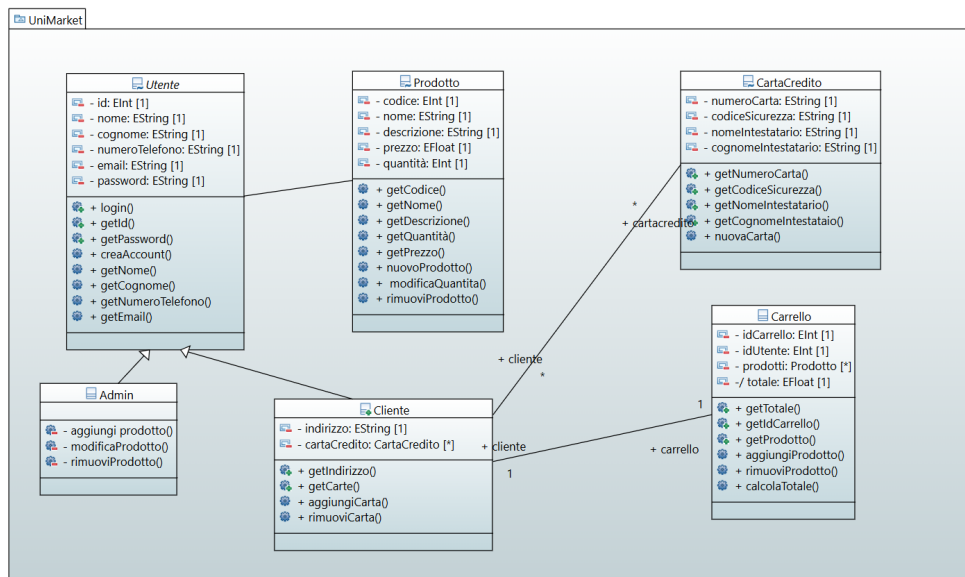 UniMarket
Utente
- id: EInt [1]
- nome: EString [1]
- cognome: EString [1]
- numeroTelefono: EString [1]
- email: EString [1]
- password: EString [1]
+ login()
+ getId()
+ getPassword()
+ creaAccount()
+ getNome()
+ getCognome()
+ getNumeroTelefono()
+ getEmail()
Prodotto
- codice: EInt [1]
- nome: EString [1]
- descrizione: EString [1]
- prezzo: EFloat [1]
- quantità: EInt [1]
+ getCodice()
+ getNome()
+ getDescrizione()
+ getQuantità()
+ getPrezzo()
+ nuovoProdotto()
+ modificaQuantita()
+ rimuoviProdotto()
CartaCredito
- numeroCarta: EString [1]
- codiceSicurezza: EString [1]
- nomeIntestatario: EString [1]
- cognomeIntestatario: EString [1]
+ getNumeroCarta()
+ getCodiceSicurezza()
+ getNomeIntestatario()
+ getCognomeIntestataio()
+ nuovaCarta()
*
+ cartacredito
+ cliente
*
Admin
- aggiungi prodotto()
- modificaProdotto()
- rimuoviProdotto()
Cliente
- indirizzo: EString [1]
- cartaCredito: CartaCredito [*]
+ getIndirizzo()
+ getCarte()
+ aggiungiCarta()
+ rimuoviCarta()
+ cliente
1
1
+ carrello
Carrello
- idCarrello: EInt [1]
- idUtente: EInt [1]
- prodotti: Prodotto [*]
-/ totale: EFloat [1]
+ getTotale()
+ getIdCarrello()
+ getProdotto()
+ aggiungiProdotto()
+ rimuoviProdotto()
+ calcolaTotale()